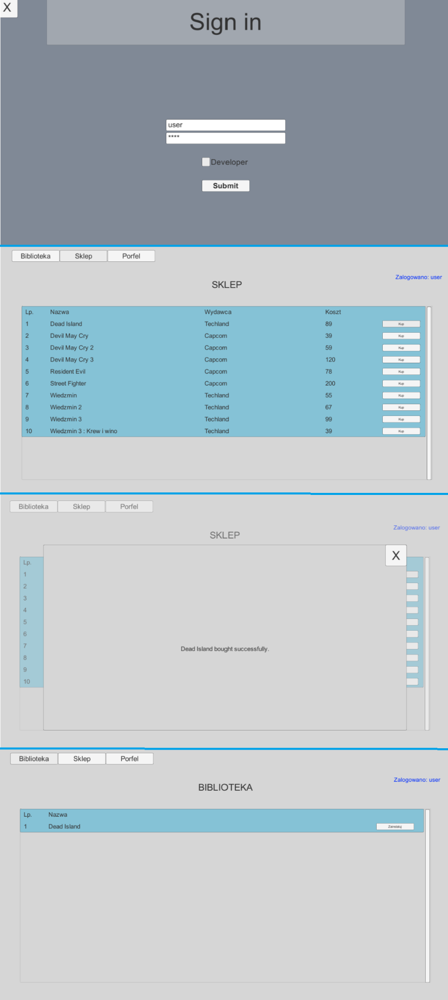 X
Sign in
user
****
Developer
Submit
Biblioteka Sklep Porfel
Zalogowano: user
SKLEP
Lp. Nazwa Wydawca Koszt
1 Dead Island Techland 89 Kup
2 Devil May Cry Capcom 39 Kup
3 Devil May Cry 2 Capcom 59 Kup
4 Devil May Cry 3 Capcom 120 Kup
5 Resident Evil Capcom 78 Kup
6 Street Fighter Capcom 200 Kup
7 Wiedzmin Techland 55 Kup
8 Wiedzmin 2 Techland 67 Kup
9 Wiedzmin 3 Techland 99 Kup
10 Wiedzmin 3 : Krew i wino Techland 39 Kup
Biblioteka Sklep Porfel
Zalogowano: user
SKLEP
X
Lp.
1
2
3
4
5
6
7
8
9
10
Dead Island bought successfully.
Biblioteka Sklep Porfel
Zalogowano: user
BIBLIOTEKA
Lp. Nazwa
1 Dead Island Zainstaluj